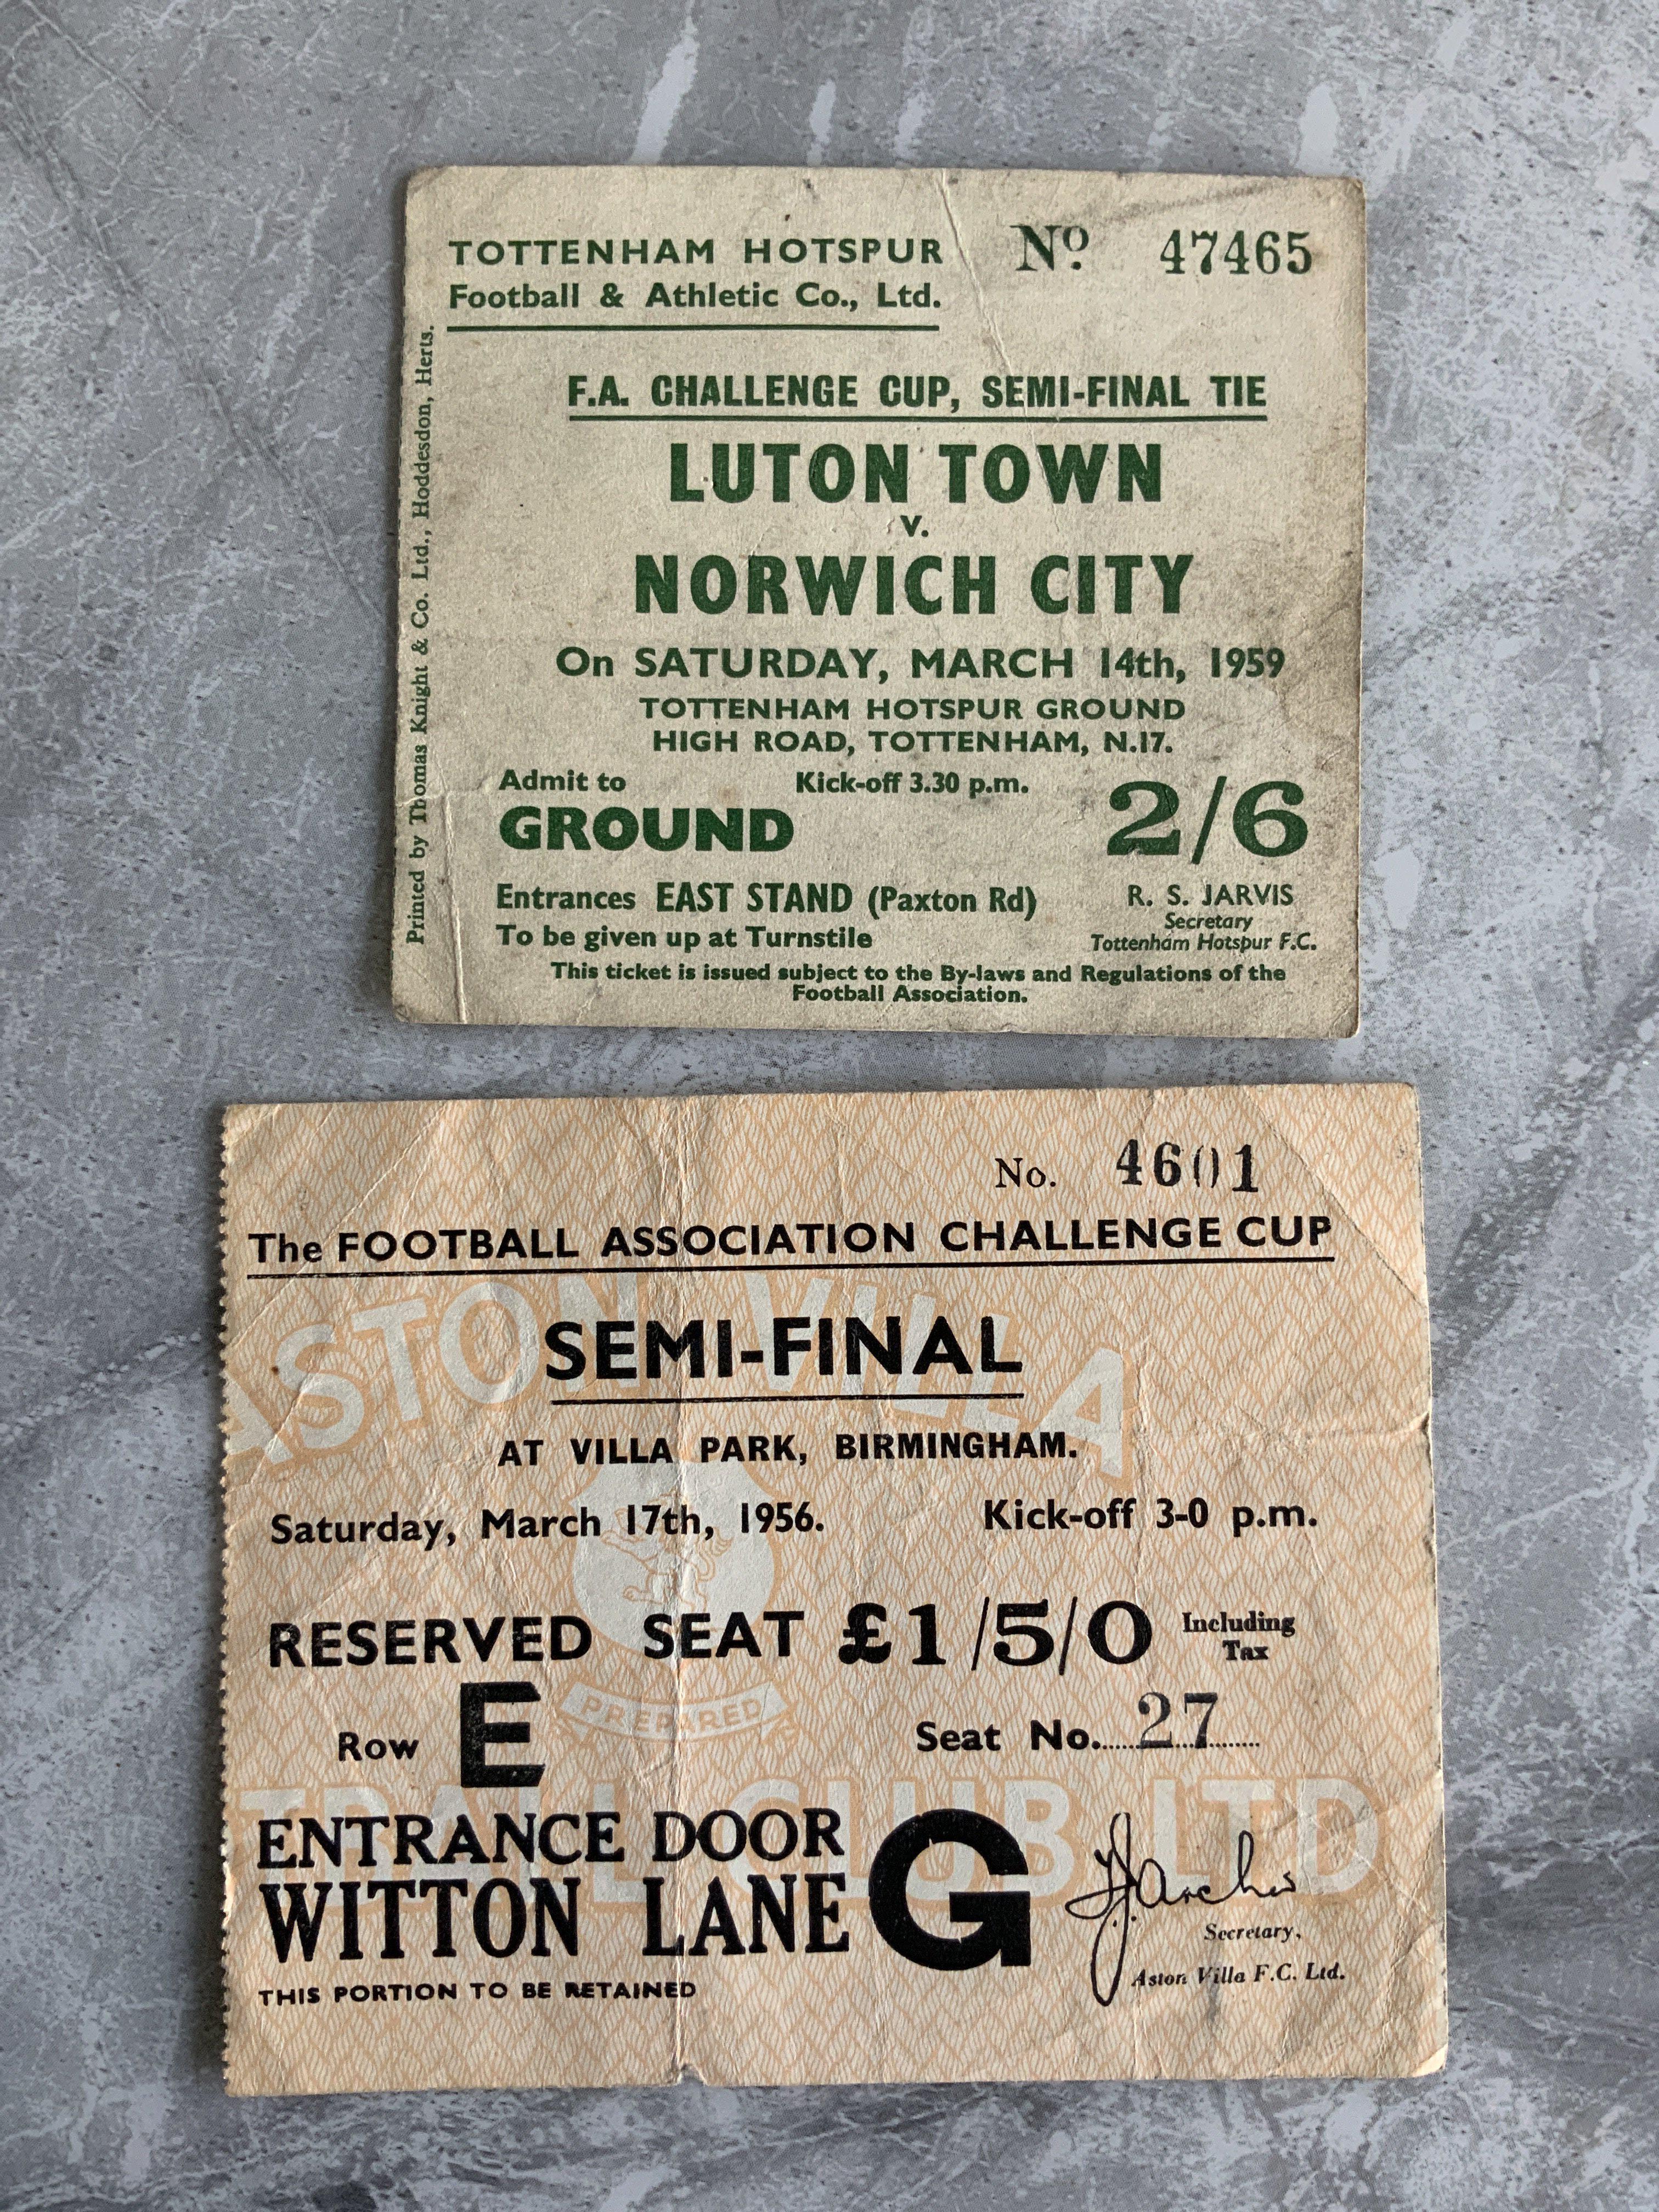 TOTTENHAM HOTSPUR
Football & Athletic Co., Ltd.
Nº 47465
F.A. CHALLENGE CUP, SEMI-FINAL TIE
LUTON TOWN
v.
NORWICH CITY
On SATURDAY, MARCH 14th, 1959
TOTTENHAM HOTSPUR GROUND
HIGH ROAD, TOTTENHAM, N.17.
Admit to Kick-off 3.30 p.m.
GROUND 2/6
Entrances EAST STAND (Paxton Rd)
To be given up at Turnstile
R. S. JARVIS
Secretary
Tottenham Hotspur F.C.
This ticket is issued subject to the By-laws and Regulations of the
Football Association.
Printed by Thomas Knight & Co. Ltd., Hoddesdon, Herts.
No. 4601
The FOOTBALL ASSOCIATION CHALLENGE CUP
ASTON VILLA
SEMI-FINAL
AT VILLA PARK, BIRMINGHAM.
Saturday, March 17th, 1956. Kick-off 3-0 p.m.
RESERVED SEAT £1/5/0 Including
Tax
PREPARED
Row E Seat No. 27
TBALL CLUB LTD
ENTRANCE DOOR
WITTON LANE G
THIS PORTION TO BE RETAINED
Secretary,
Aston Villa F.C. Ltd.